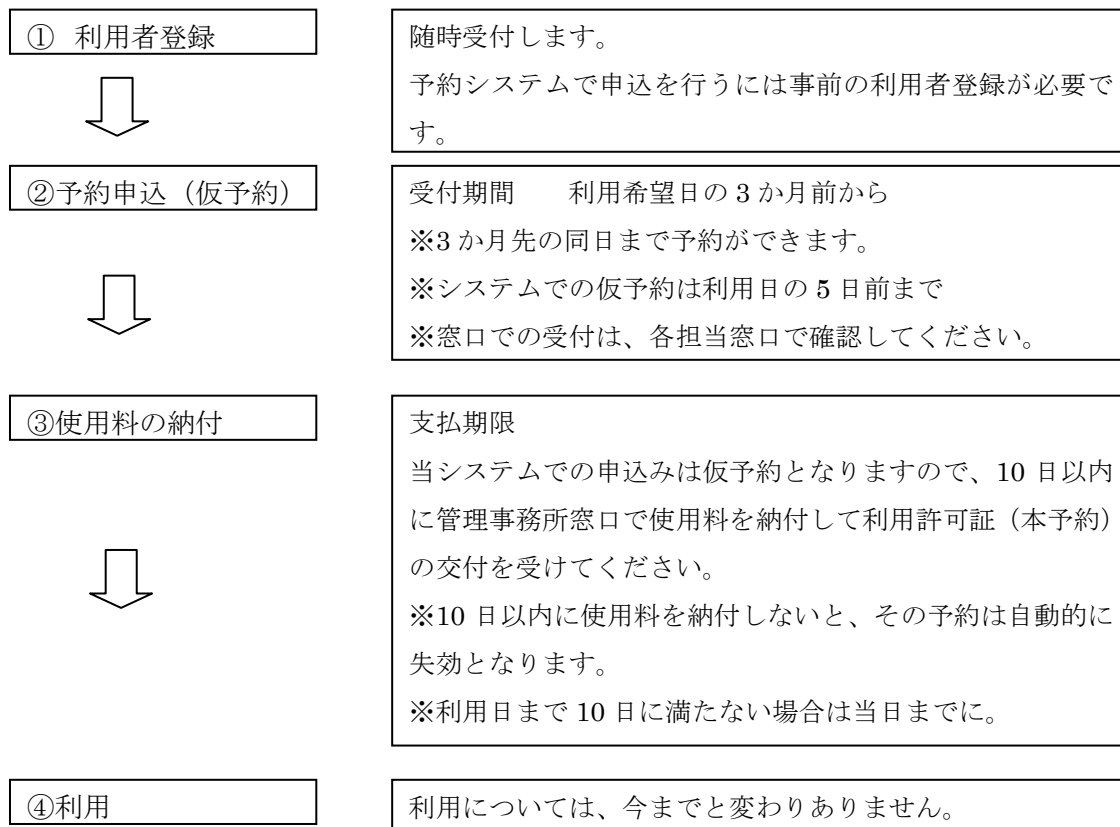 ① 利用者登録
随時受付します。
予約システムで申込を行うには事前の利用者登録が必要で
す。
②予約申込（仮予約）
受付期間　　利用希望日の 3 か月前から
※3 か月先の同日まで予約ができます。
※システムでの仮予約は利用日の 5 日前まで
※窓口での受付は、各担当窓口で確認してください。
③使用料の納付
支払期限
当システムでの申込みは仮予約となりますので、10 日以内
に管理事務所窓口で使用料を納付して利用許可証（本予約）
の交付を受けてください。
※10 日以内に使用料を納付しないと、その予約は自動的に
失効となります。
※利用日まで 10 日に満たない場合は当日までに。
④利用
利用については、今までと変わりありません。